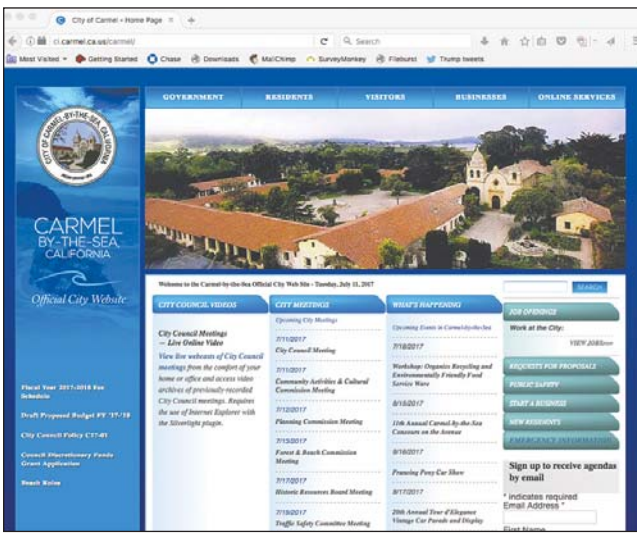 City of Carmel • Home Page
ci.carmel.ca.us/carmel/
Search
Most Visited
Getting Started
Chase
Downloads
MailChimp
SurveyMonkey
Fileburst
Trump tweets
GOVERNMENT
RESIDENTS
VISITORS
BUSINESSES
ONLINE SERVICES
CITY OF CARMEL-BY-THE-SEA, CALIFORNIA
CARMEL
BY-THE-SEA,
CALIFORNIA
Official City Website
Fiscal Year 2017-2018 Fee
Schedule
Draft Proposed Budget FY '17/'18
City Council Policy C17-01
Council Discretionary Funds
Grant Application
Beach Rules
Welcome to the Carmel-by-the-Sea Official City Web Site - Tuesday, July 11, 2017
CITY COUNCIL VIDEOS
City Council Meetings
— Live Online Video
View live webcasts of City Council
meetings from the comfort of your
home or office and access video
archives of previously-recorded
City Council meetings. Requires
the use of Internet Explorer with
the Silverlight plugin.
CITY MEETINGS
Upcoming City Meetings
7/11/2017
City Council Meeting
7/11/2017
Community Activities & Cultural
Commission Meeting
7/12/2017
Planning Commission Meeting
7/13/2017
Forest & Beach Commission
Meeting
7/17/2017
Historic Resources Board Meeting
7/19/2017
Traffic Safety Committee Meeting
WHAT'S HAPPENING
Upcoming Events in Carmel-by-the-Sea
7/18/2017
Workshop: Organics Recycling and
Environmentally Friendly Food
Service Ware
8/15/2017
11th Annual Carmel-by-the-Sea
Concours on the Avenue
8/16/2017
Prancing Pony Car Show
8/17/2017
20th Annual Tour d'Elegance
Vintage Car Parade and Display
SEARCH
JOB OPENINGS
Work at the City:
VIEW JOBS>>>
REQUESTS FOR PROPOSALS
PUBLIC SAFETY
START A BUSINESS
NEW RESIDENTS
EMERGENCY INFORMATION
Sign up to receive agendas
by email
* indicates required
Email Address *
First Name